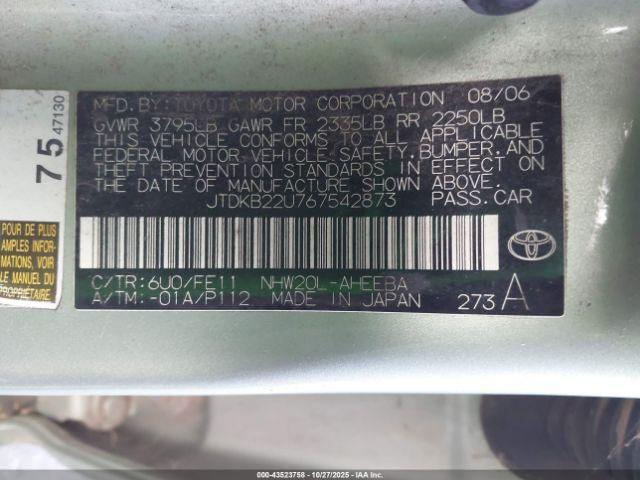 MFD. BY: TOYOTA MOTOR CORPORATION 08/06
GVWR 3795LB GAWR FR 2335LB RR 2250LB
THIS VEHICLE CONFORMS TO ALL APPLICABLE
FEDERAL MOTOR VEHICLE SAFETY, BUMPER, AND
THEFT PREVENTION STANDARDS IN EFFECT ON
THE DATE OF MANUFACTURE SHOWN ABOVE.
JTDKB22U767542873 PASS. CAR
C/TR: 6U0/FE11 NHW20L-AHEEBA
A/TM: -01A/P112 MADE IN JAPAN 273 A
75 47130
POUR DE PLUS
AMPLES INFOR-
MATIONS, VOIR
LE MANUEL DU
PROPRIÉTAIRE
000-43523758 | 10/27/2025 | IAAI.COM